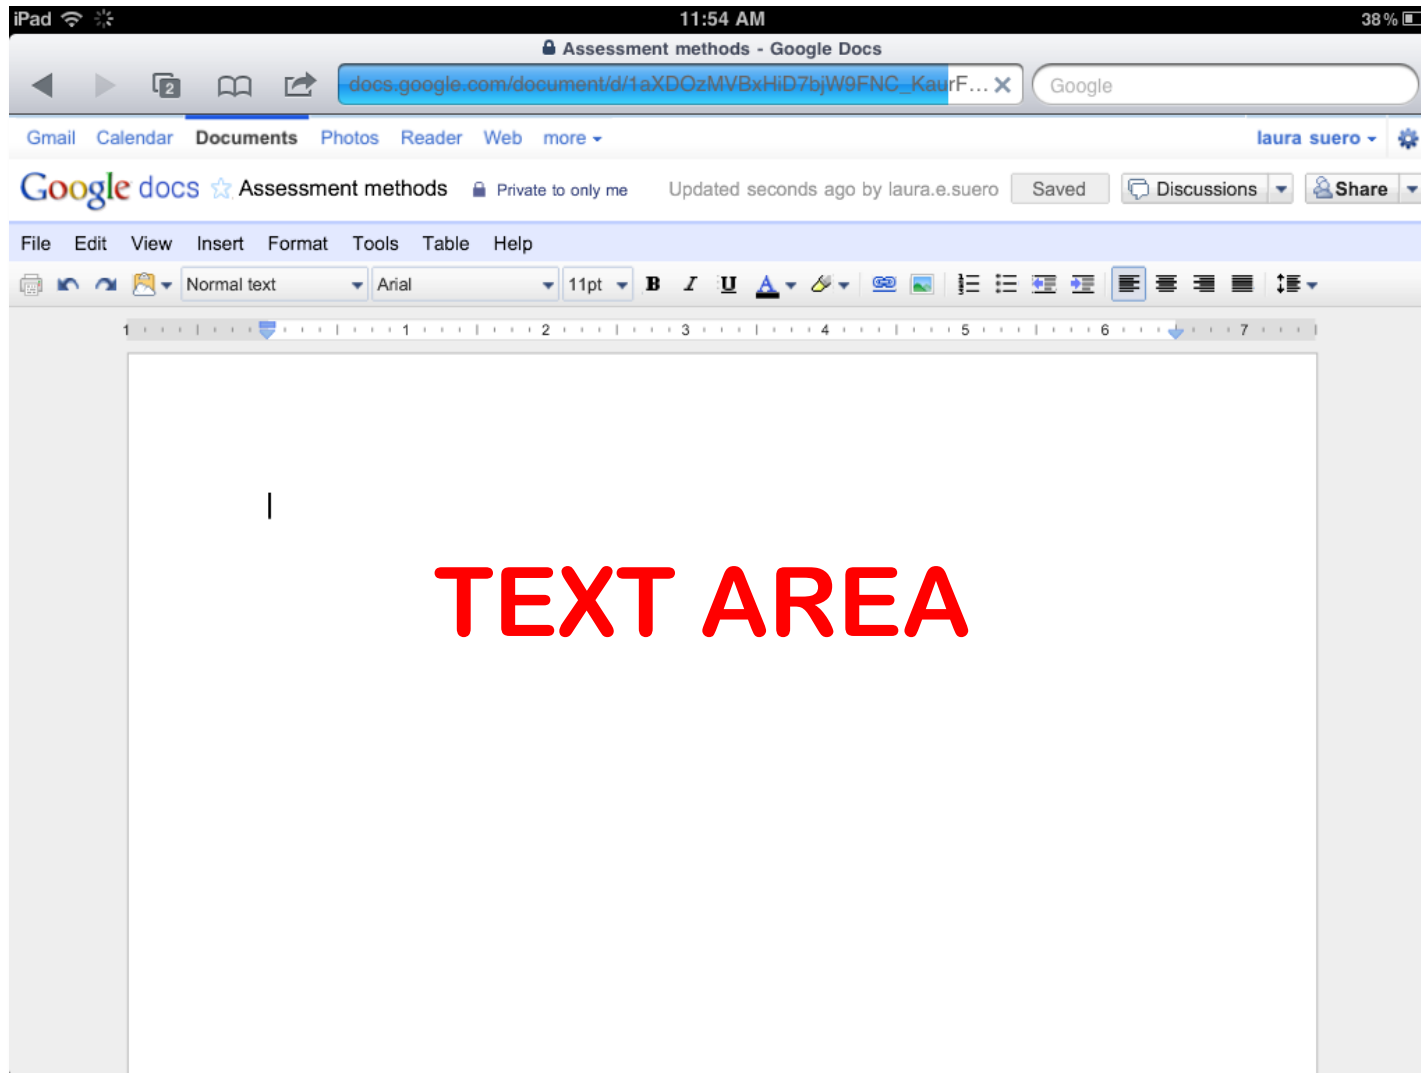 iPad 11:54 AM 38%
Assessment methods - Google Docs
2 docs.google.com/document/d/1aXDOzMVBxHiD7bjW9FNC_KaurF... Google
Gmail Calendar Documents Photos Reader Web more laura suero
Google docs Assessment methods Private to only me Updated seconds ago by laura.e.suero Saved Discussions Share
File Edit View Insert Format Tools Table Help
Normal text Arial 11pt B I U A
1 1 2 3 4 5 6 7
TEXT AREA